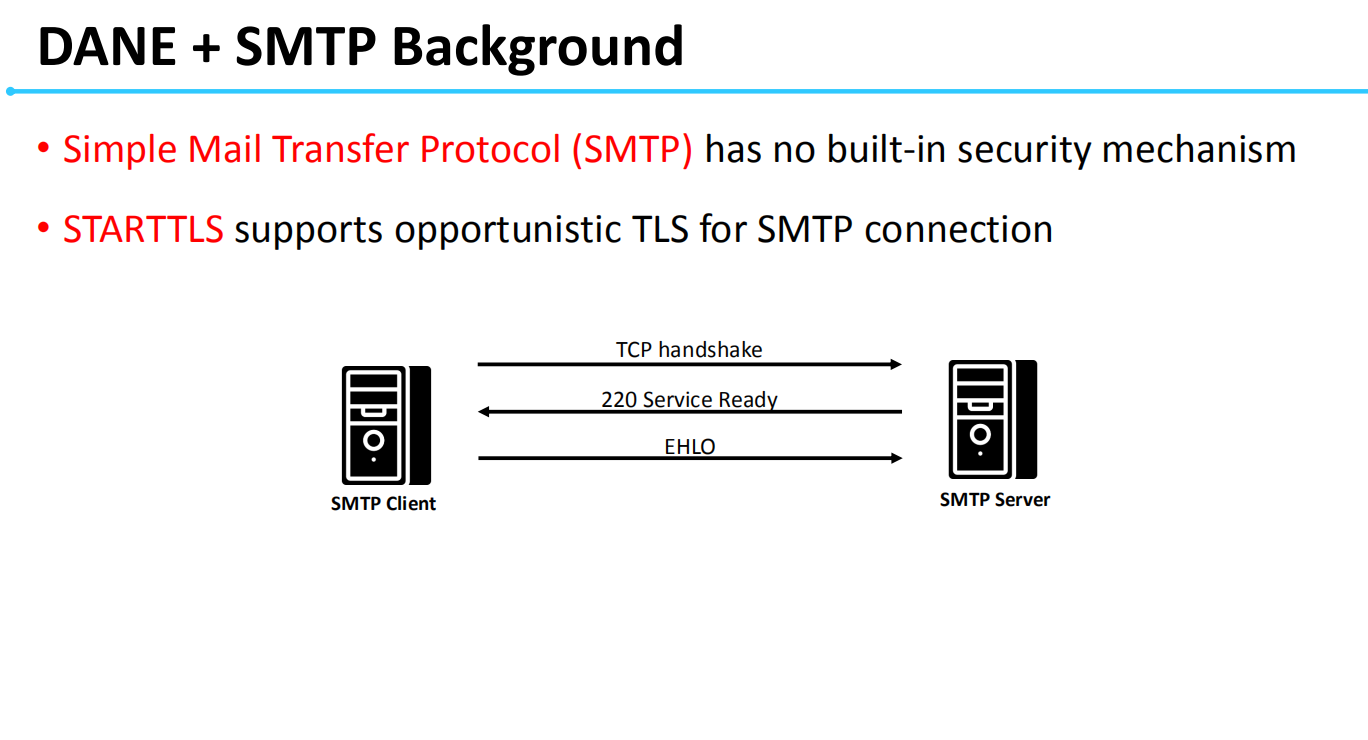 DANE + SMTP Background
• Simple Mail Transfer Protocol (SMTP) has no built-in security mechanism
• STARTTLS supports opportunistic TLS for SMTP connection
TCP handshake
220 Service Ready
EHLO
SMTP Client
SMTP Server